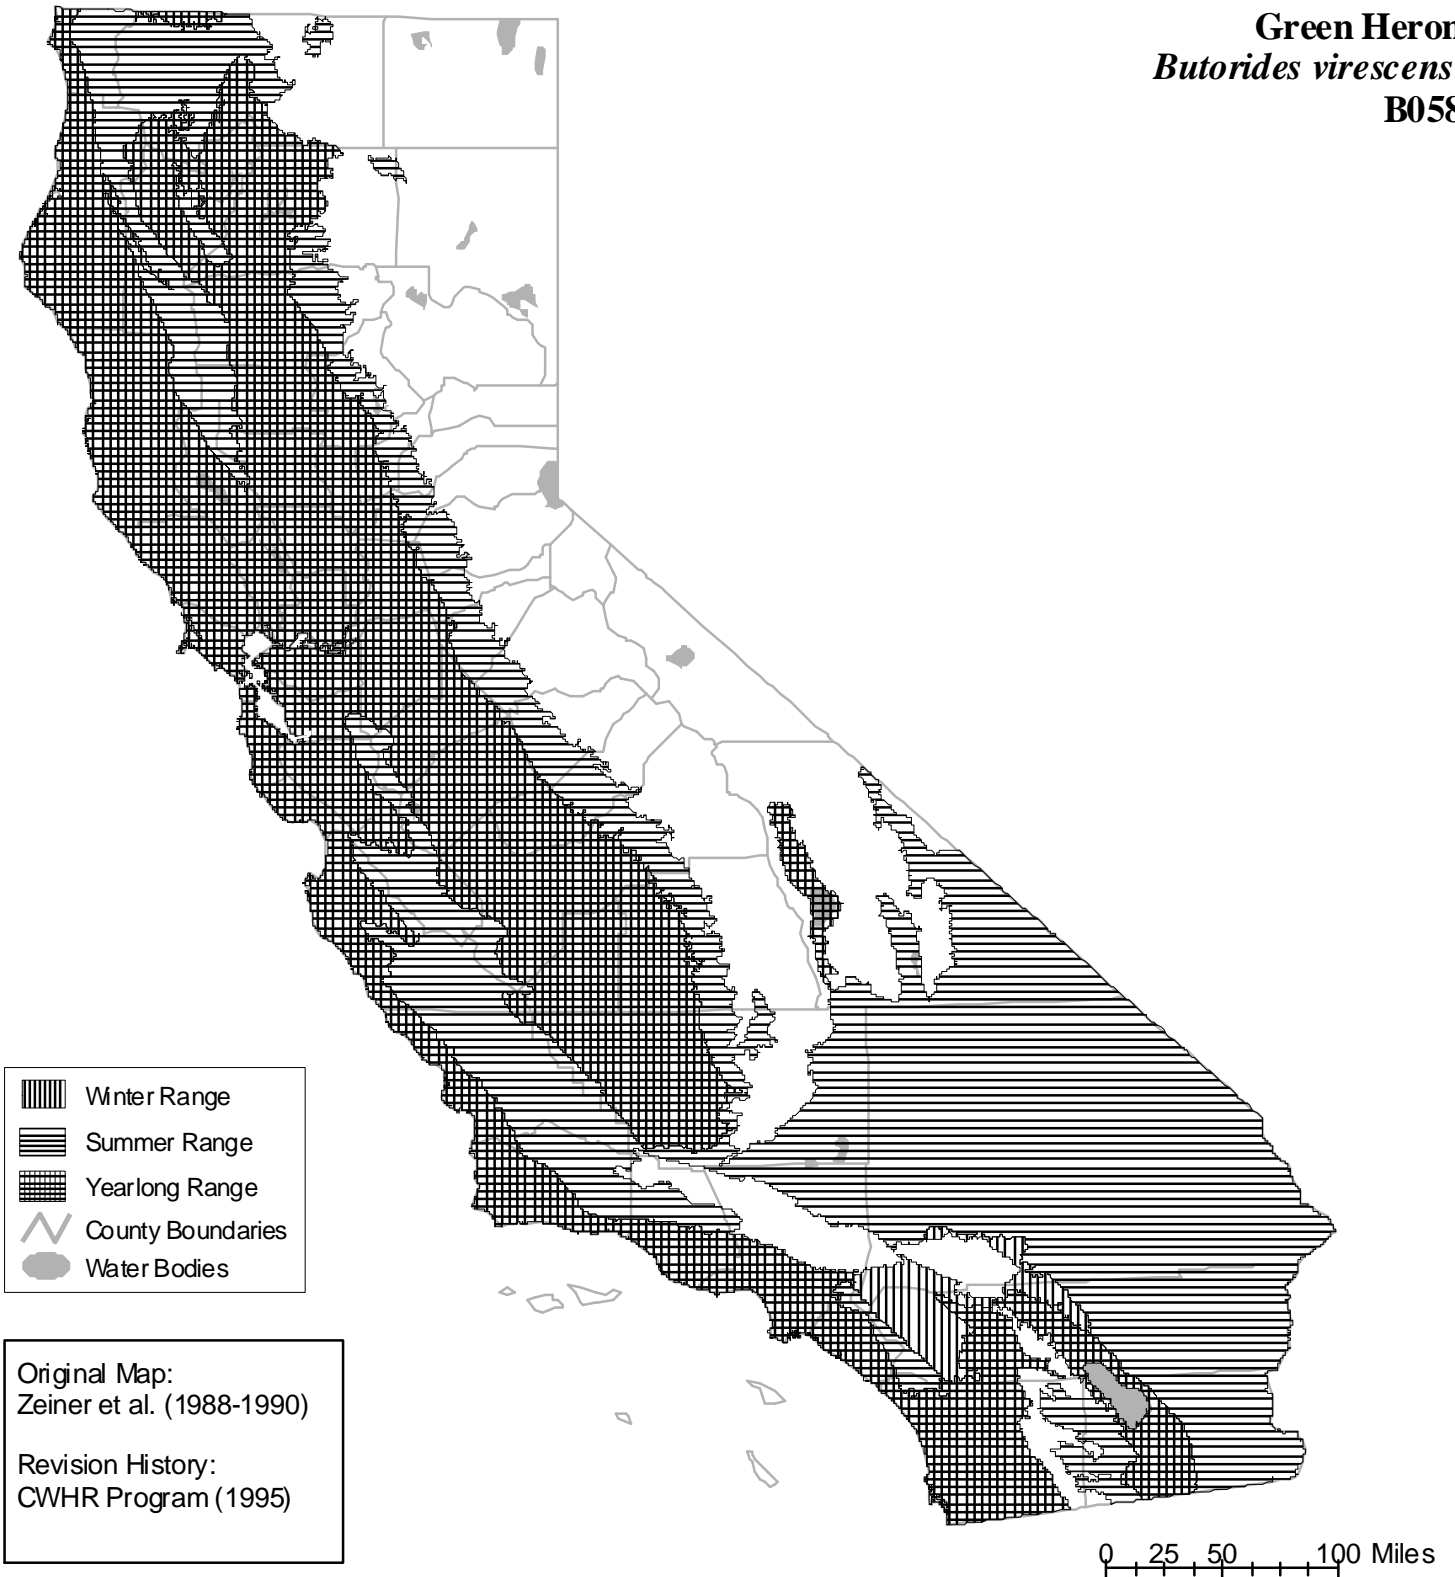 Green Heron
Butorides virescens
B058
Winter Range
Summer Range
Yearlong Range
County Boundaries
Water Bodies
Original Map:
Zeiner et al. (1988-1990)
Revision History:
CWHR Program (1995)
0 25 50 100 Miles